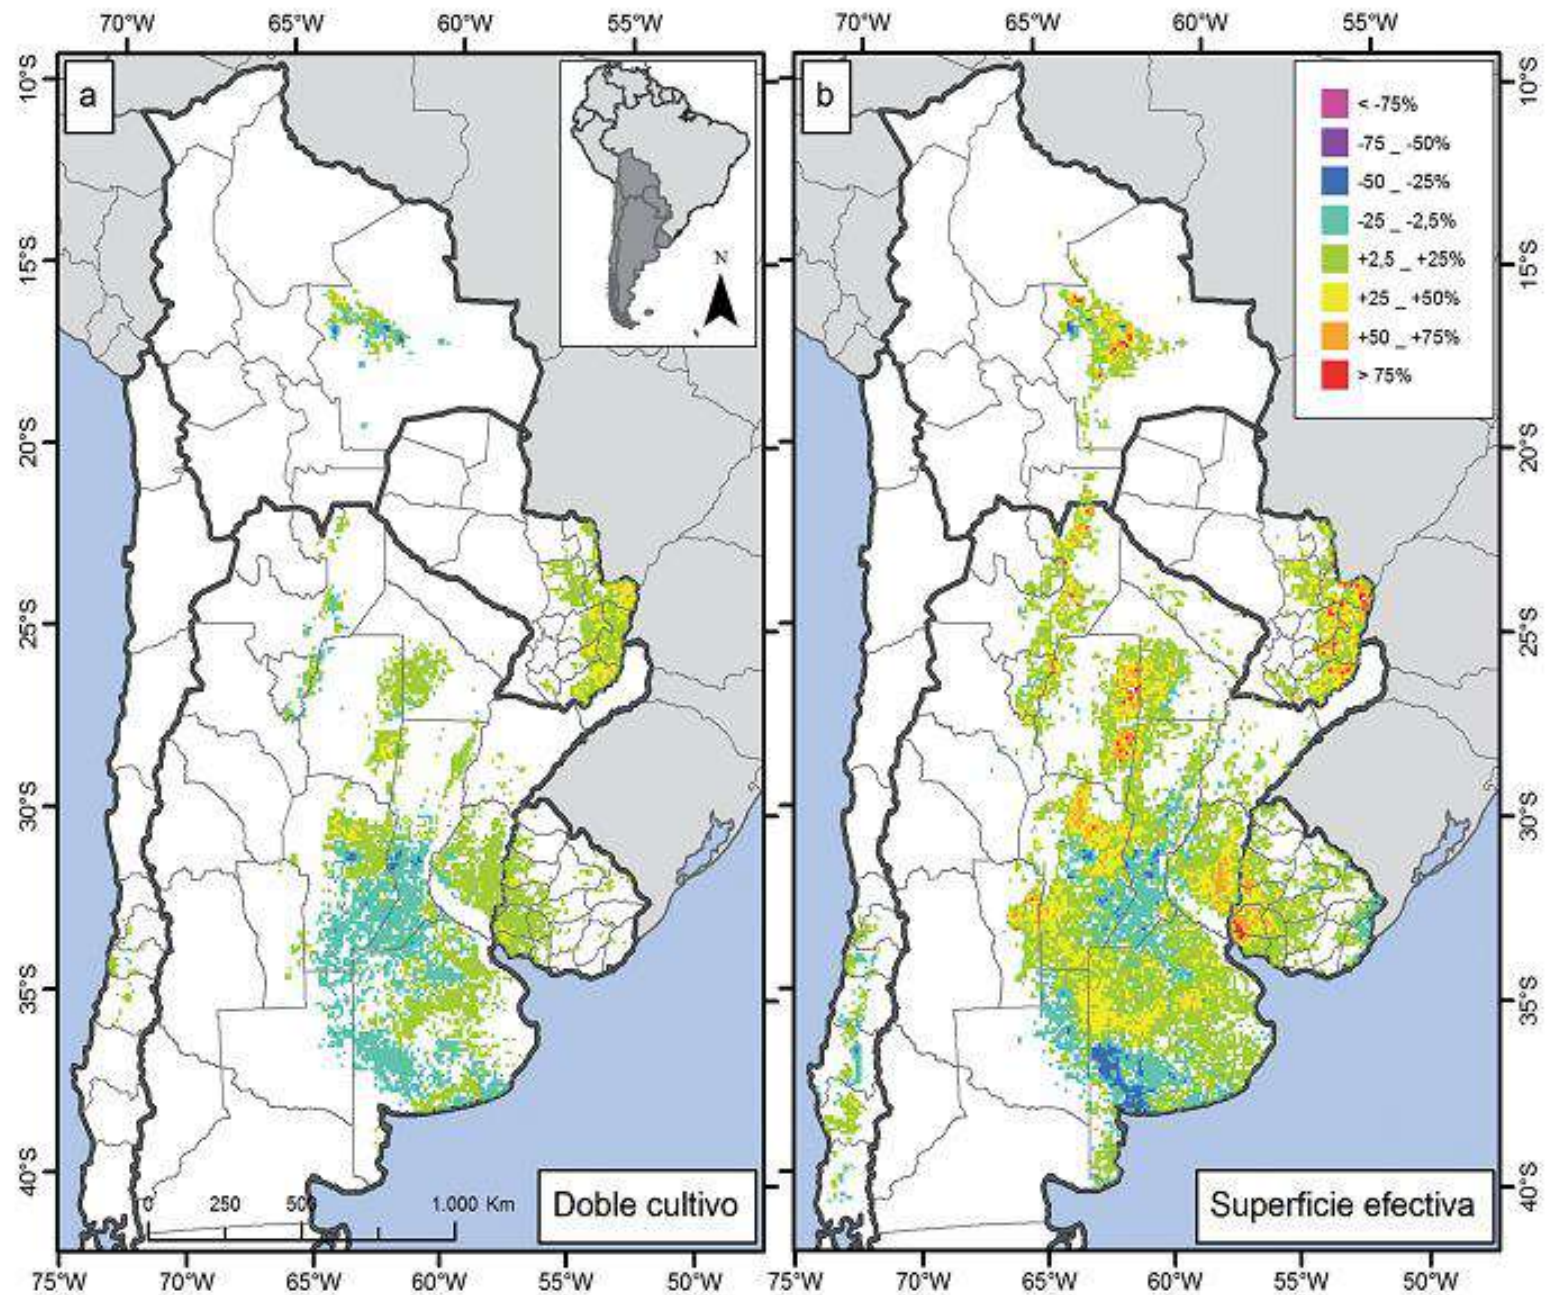 70°W 65°W 60°W 55°W
70°W 65°W 60°W 55°W
a
b
N
< -75%
-75 _ -50%
-50 _ -25%
-25 _ -2,5%
+2,5 _ +25%
+25 _ +50%
+50 _ +75%
> 75%
10°S
15°S
20°S
25°S
30°S
35°S
40°S
10°S
15°S
20°S
25°S
30°S
35°S
40°S
0 250 500 1.000 Km
Doble cultivo
Superficie efectiva
75°W 70°W 65°W 60°W 55°W 50°W
75°W 70°W 65°W 60°W 55°W 50°W